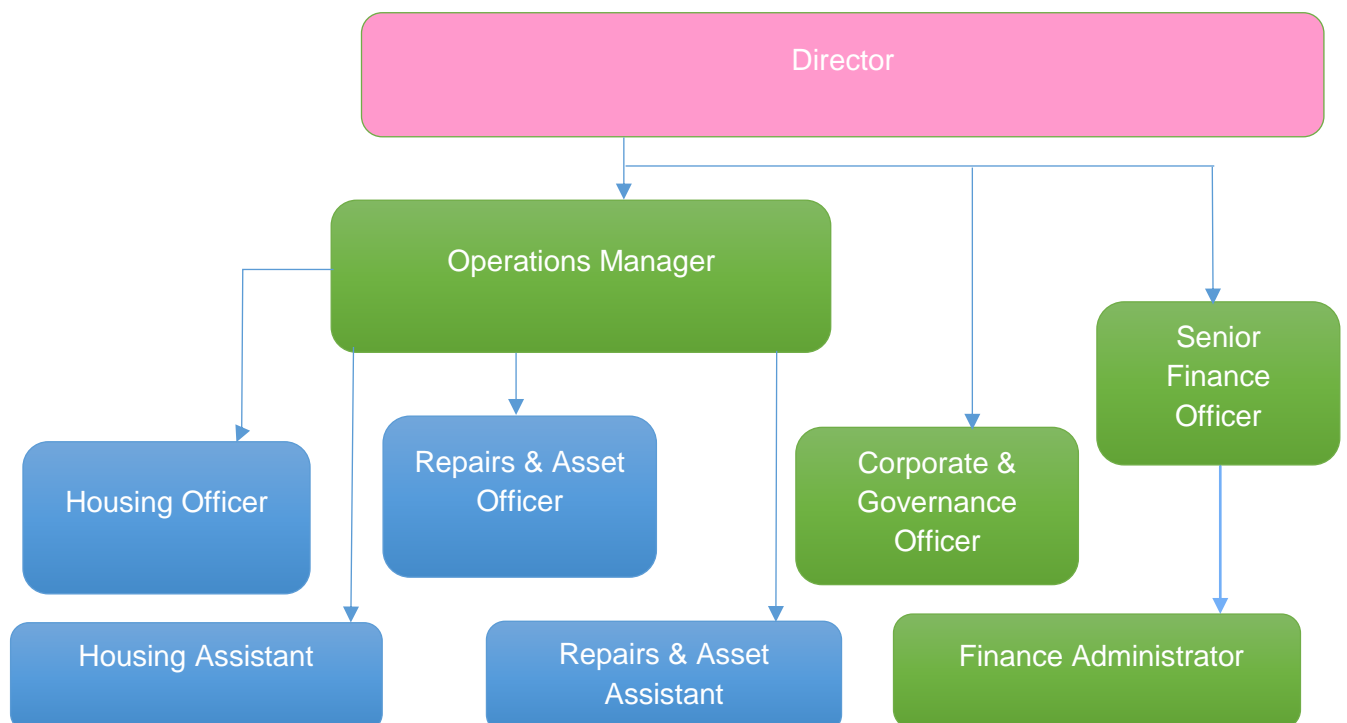 Director
Operations Manager
Senior
Finance
Officer
Repairs & Asset
Officer
Corporate &
Governance
Officer
Housing Officer
Housing Assistant
Repairs & Asset
Assistant
Finance Administrator